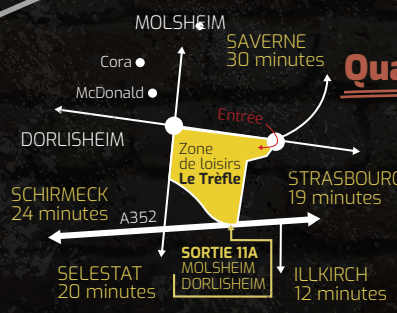 MOLSHEIM
SAVERNE
30 minutes
Cora
McDonald
Qua
Entrée
DORLISHEIM
Zone
de loisirs
Le Trèfle
STRASBOURG
19 minutes
SCHIRMECK
24 minutes
A352
SORTIE 11A
MOLSHEIM
DORLISHEIM
SELESTAT
20 minutes
ILLKIRCH
12 minutes